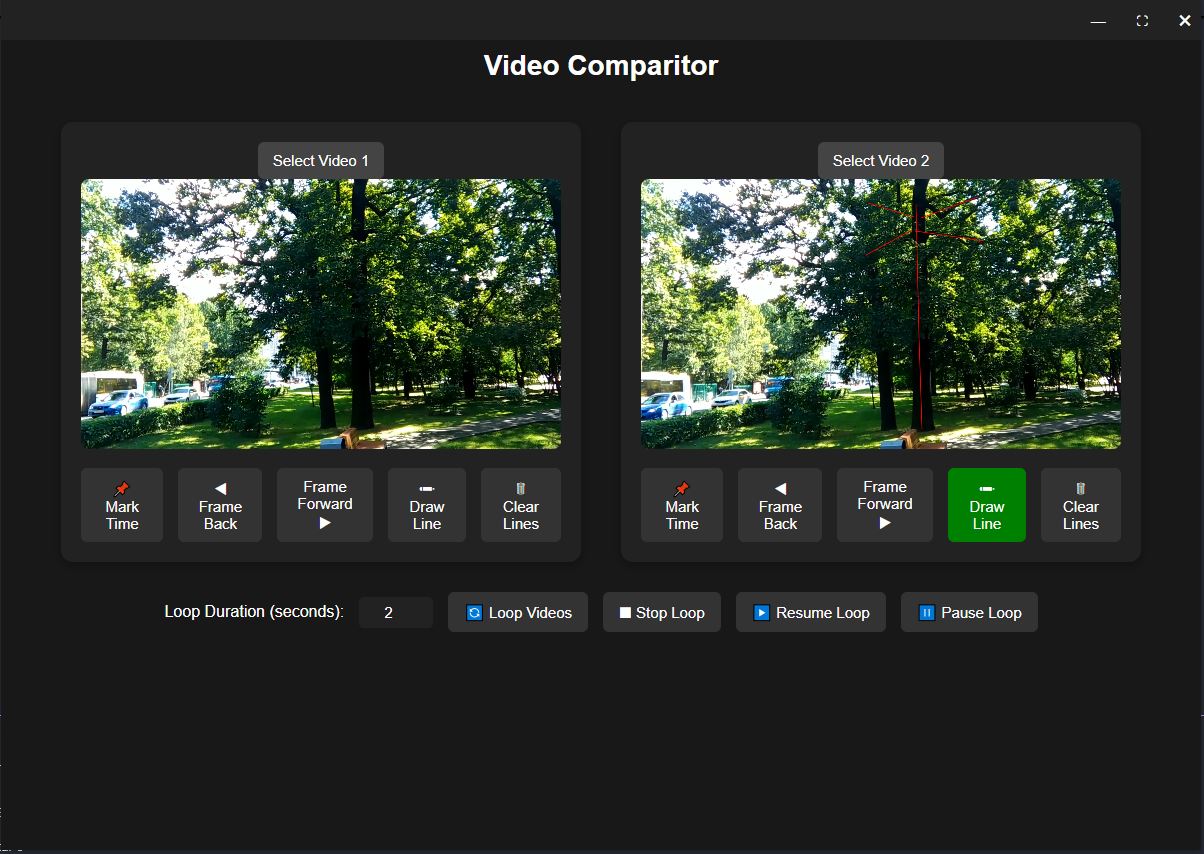 Video Comparitor
Select Video 1
Select Video 2
Mark
Time
Frame
Back
Frame
Forward
Draw
Line
Clear
Lines
Mark
Time
Frame
Back
Frame
Forward
Draw
Line
Clear
Lines
Loop Duration (seconds): 2 Loop Videos Stop Loop Resume Loop Pause Loop